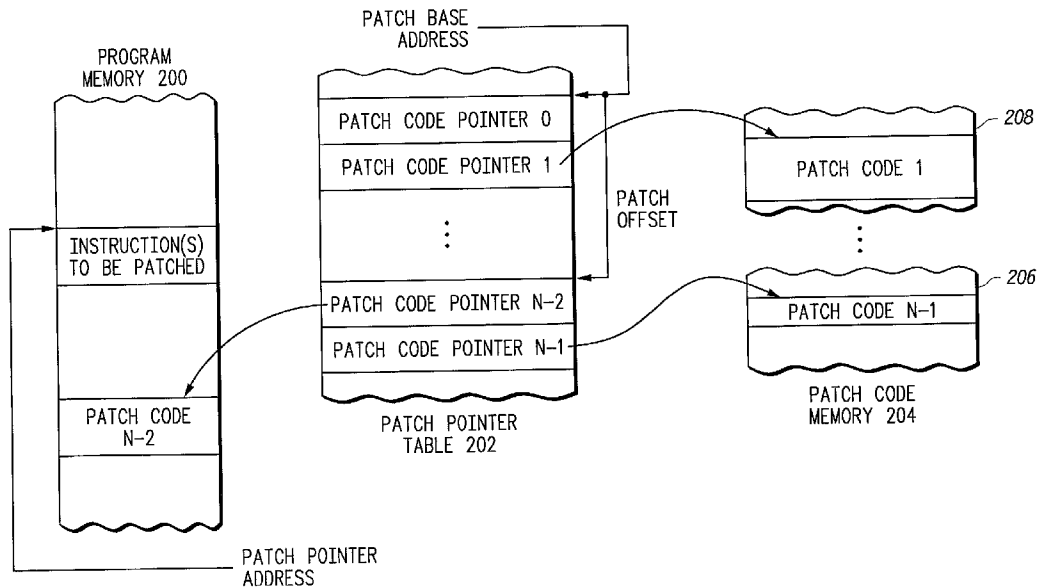 PATCH BASE
ADDRESS
PROGRAM
MEMORY 200
INSTRUCTION(S)
TO BE PATCHED
PATCH CODE
N-2
PATCH POINTER
ADDRESS
PATCH CODE POINTER 0
PATCH CODE POINTER 1
⋮
PATCH CODE POINTER N-2
PATCH CODE POINTER N-1
PATCH POINTER
TABLE 202
PATCH
OFFSET
208
PATCH CODE 1
⋮
206
PATCH CODE N-1
PATCH CODE
MEMORY 204